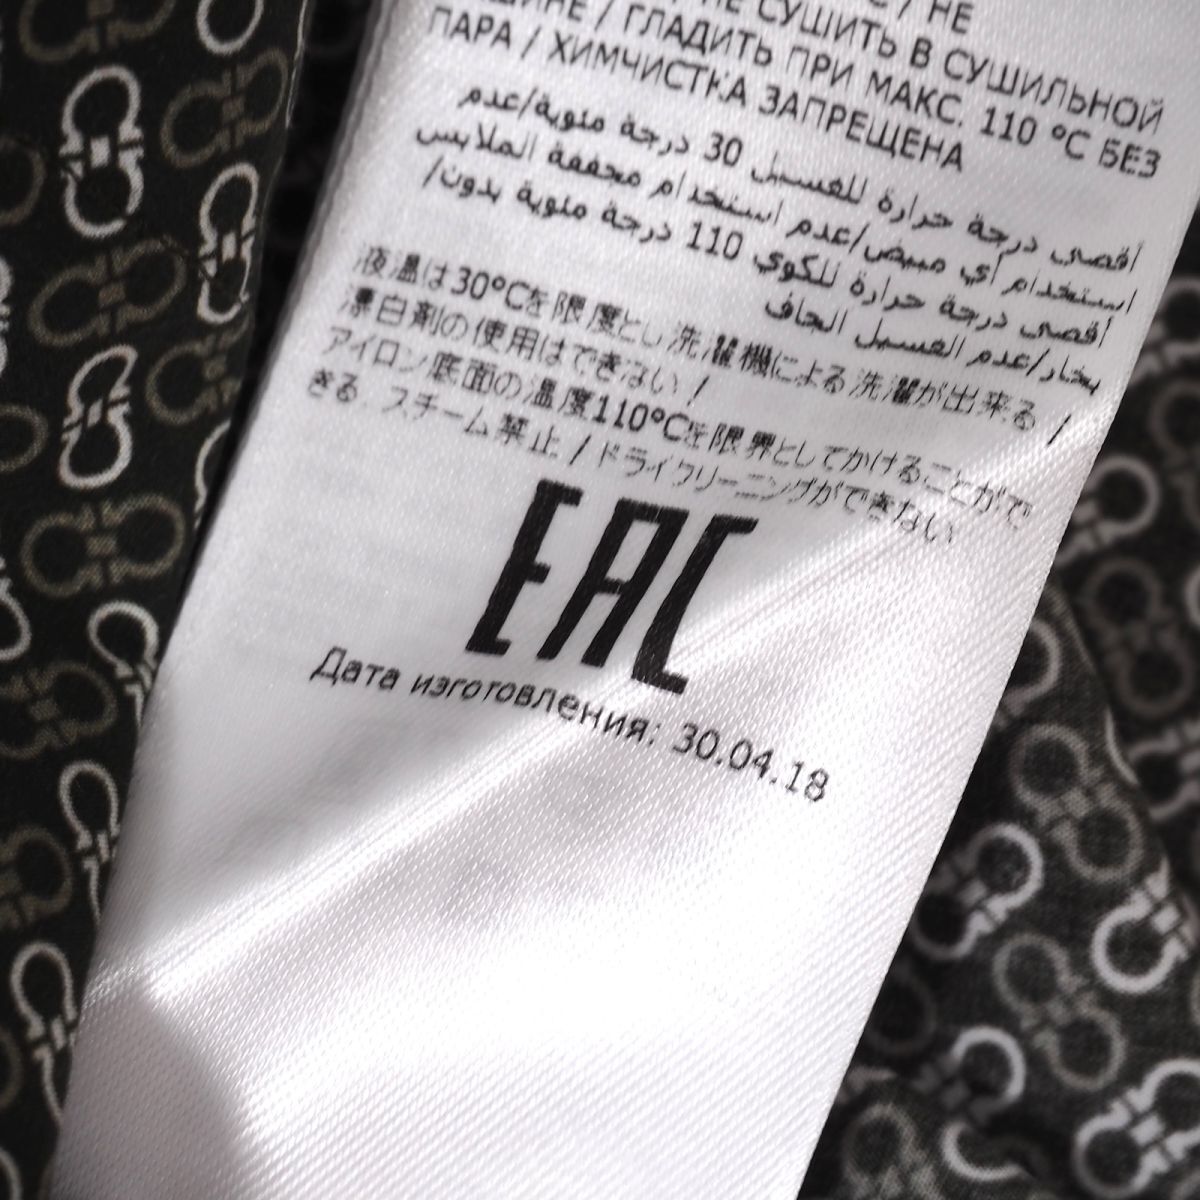 / НЕ
НЕ СУШИТЬ В СУШИЛЬНОЙ
/ ГЛАДИТЬ ПРИ МАКС. 110 °C БЕЗ
ПАРА / ХИМЧИСТКА ЗАПРЕЩЕНА
أقصى درجة حرارة للغسيل 30 درجة مئوية/عدم
استخدام أي مبيض/عدم استخدام مجففة الملابس
أقصى درجة حرارة للكوي 110 درجة مئوية بدون/
بخار/عدم الغسيل الجاف
液温は30°Cを限度とし洗濯機による洗濯が出来る /
漂白剤の使用はできない /
アイロン底面の温度110°Cを限界としてかけることがで
きる. スチーム禁止 / ドライクリーニングができない
EAC
Дата изготовления: 30.04.18